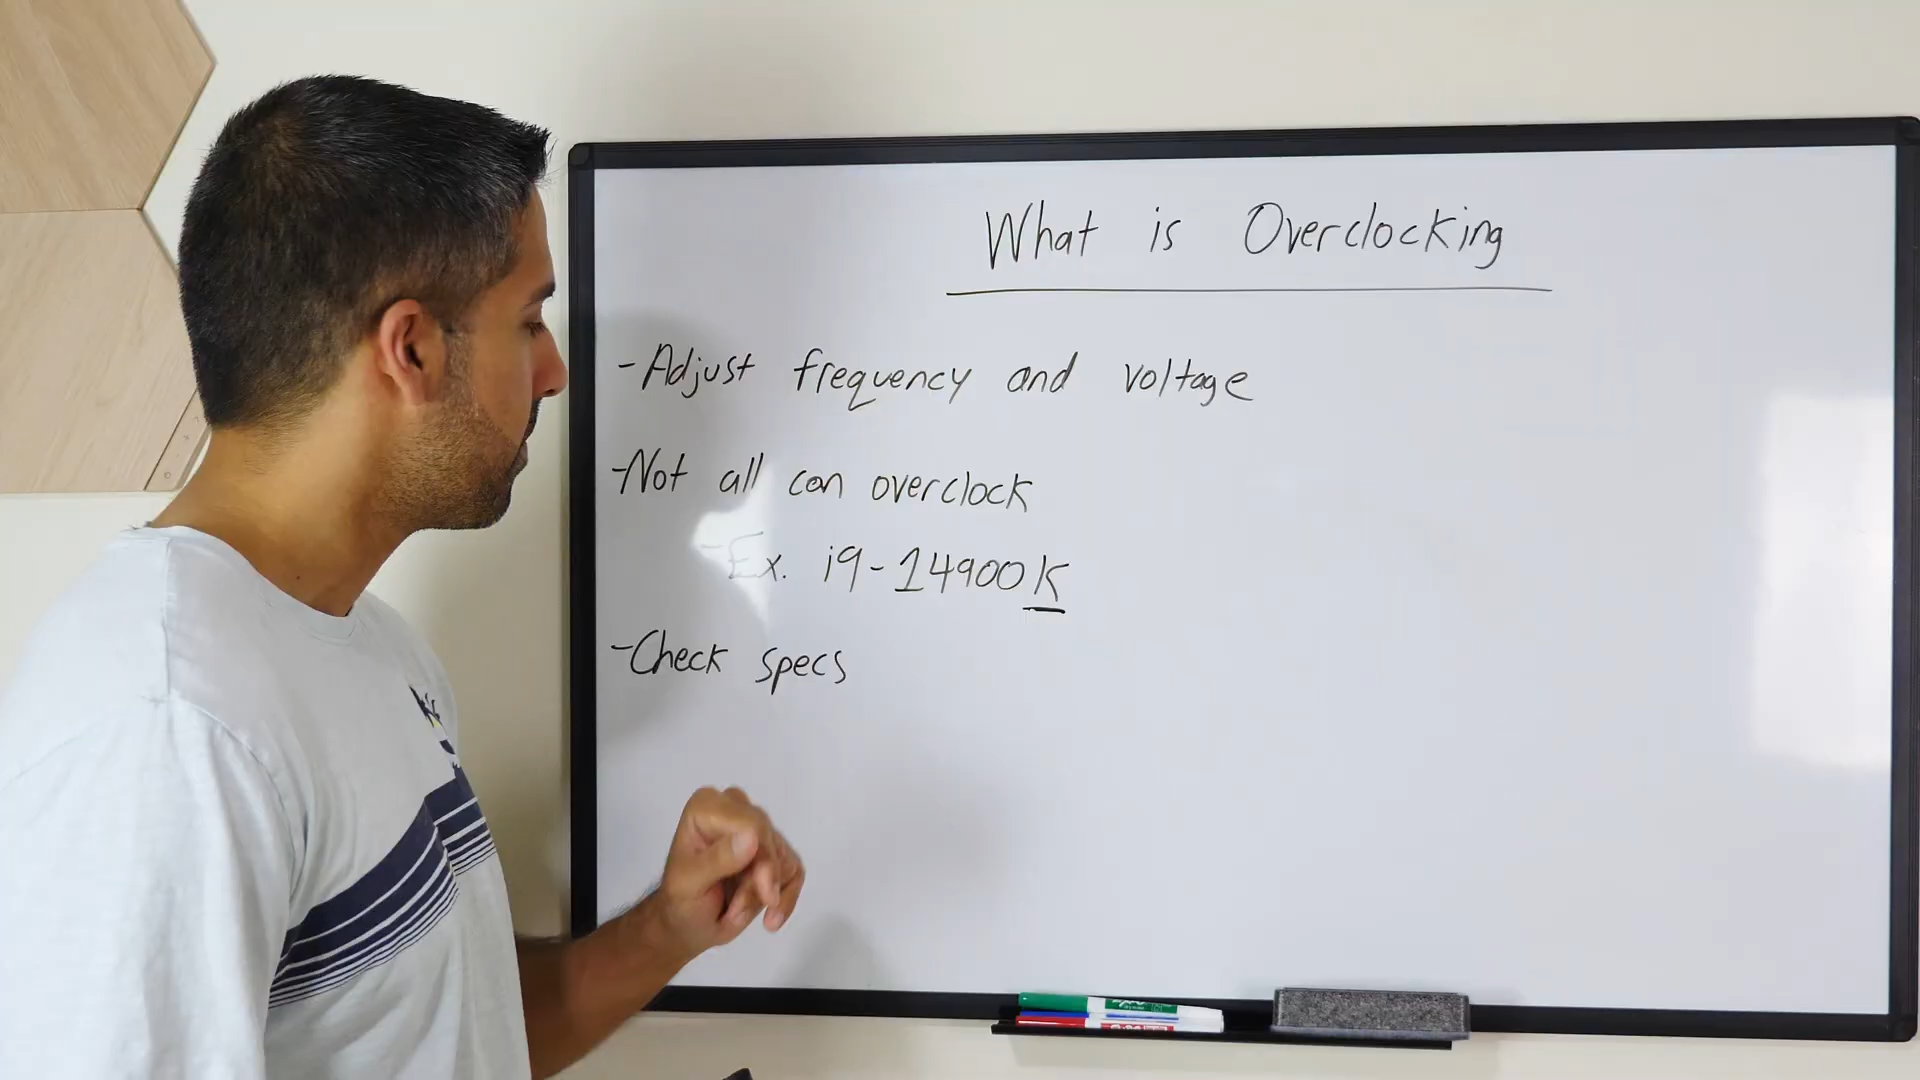 What is Overclocking
-Adjust frequency and voltage
-Not all can overclock
-Ex. i9-14900K
-Check specs